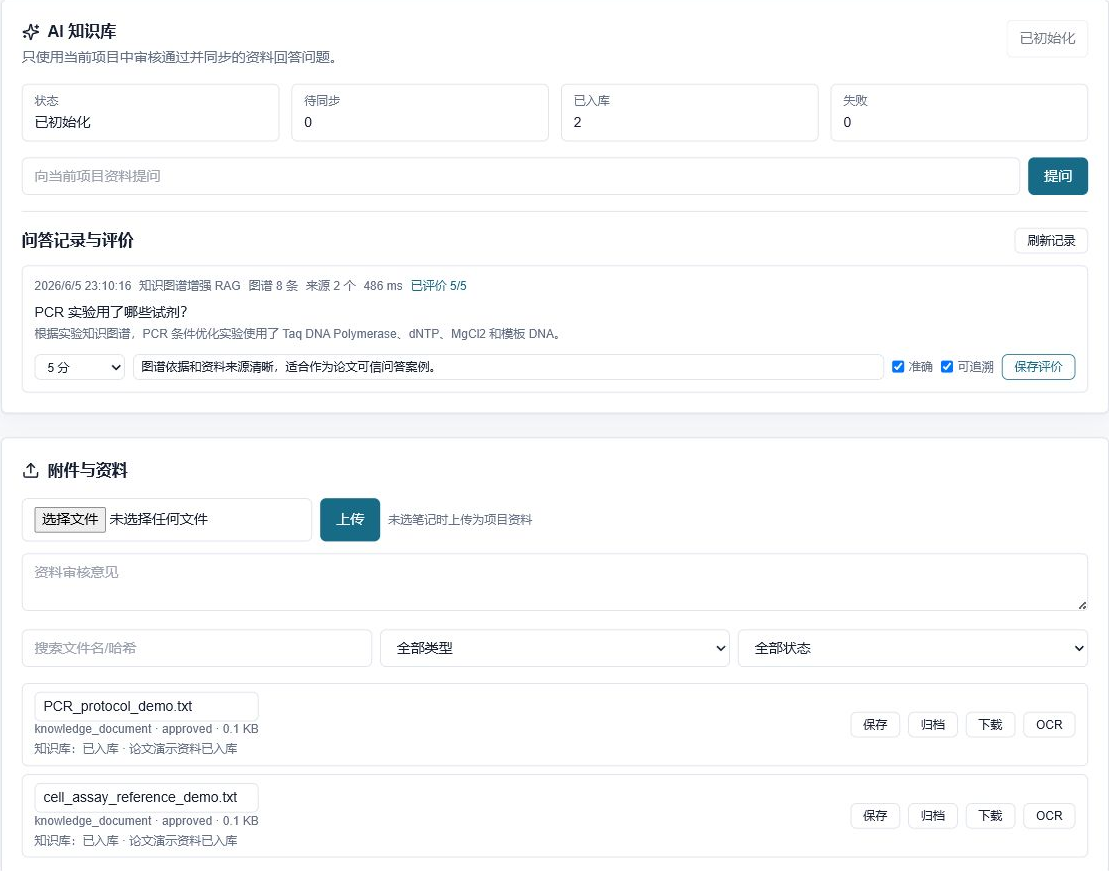 AI 知识库
只使用当前项目中审核通过并同步的资料回答问题。
已初始化
状态
已初始化
待同步
0
已入库
2
失败
0
向当前项目资料提问
提问
问答记录与评价
刷新记录
2026/6/5 23:10:16 知识图谱增强 RAG 图谱 8 条 来源 2 个 486 ms 已评价 5/5
PCR 实验用了哪些试剂?
根据实验知识图谱，PCR 条件优化实验使用了 Taq DNA Polymerase、dNTP、MgCl2 和模板 DNA。
5 分
图谱依据和资料来源清晰，适合作为论文可信问答案例。
准确
可追溯
保存评价
附件与资料
选择文件 未选择任何文件
上传
未选笔记时上传为项目资料
资料审核意见
搜索文件名/哈希
全部类型
全部状态
PCR_protocol_demo.txt
knowledge_document · approved · 0.1 KB
知识库：已入库 · 论文演示资料已入库
保存
归档
下载
OCR
cell_assay_reference_demo.txt
knowledge_document · approved · 0.1 KB
知识库：已入库 · 论文演示资料已入库
保存
归档
下载
OCR